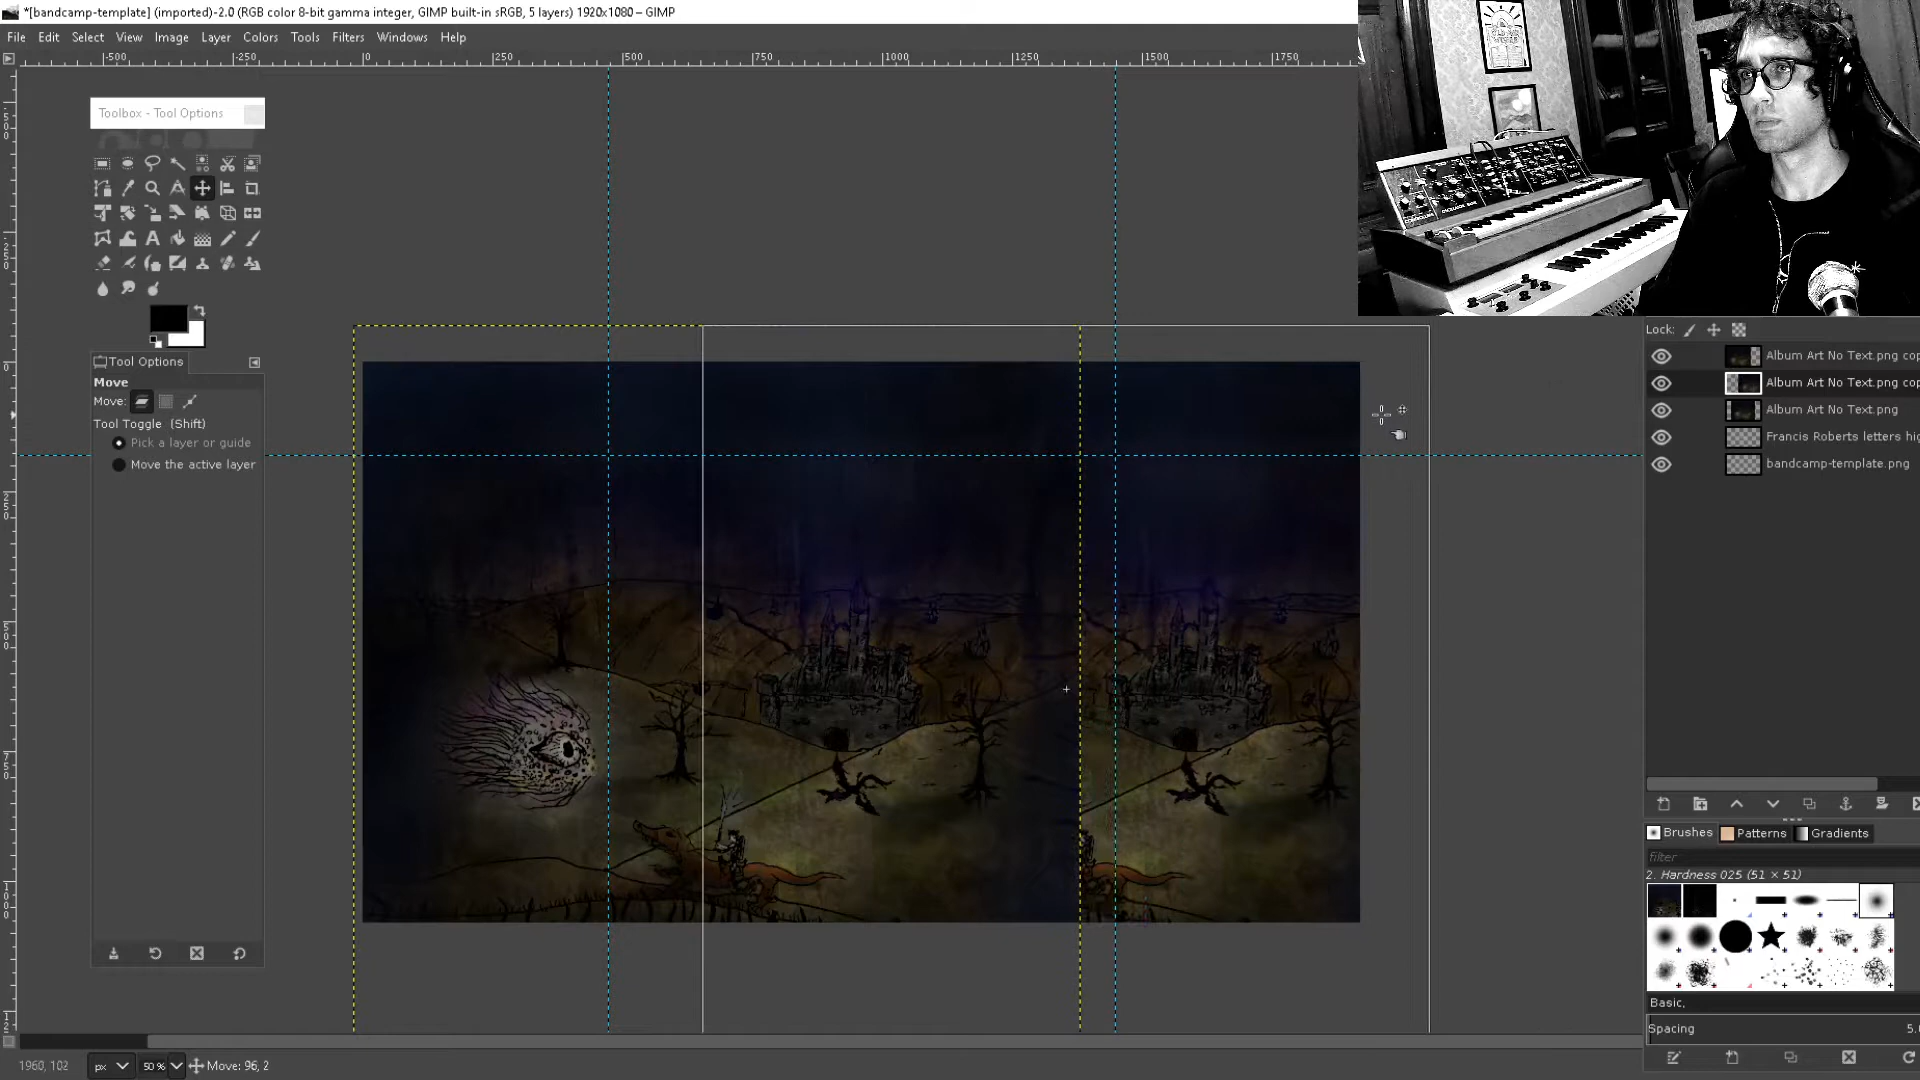 *[bandcamp-template] (imported)-2.0 (RGB color 8-bit gamma integer, GIMP built-in sRGB, 5 layers) 1920x1080 – GIMP
File Edit Select View Image Layer Colors Tools Filters Windows Help
-500 -250 0 250 500 750 1000 1250 1500 1750
Toolbox - Tool Options
Tool Options
Move
Move:
Tool Toggle (Shift)
Pick a layer or guide
Move the active layer
Lock:
Album Art No Text.png cop
Album Art No Text.png cop
Album Art No Text.png
Francis Roberts letters hig
bandcamp-template.png
Brushes Patterns Gradients
filter
2. Hardness 025 (51 × 51)
Basic,
Spacing 5.
1960, 102 px 50 % Move: 96, 2